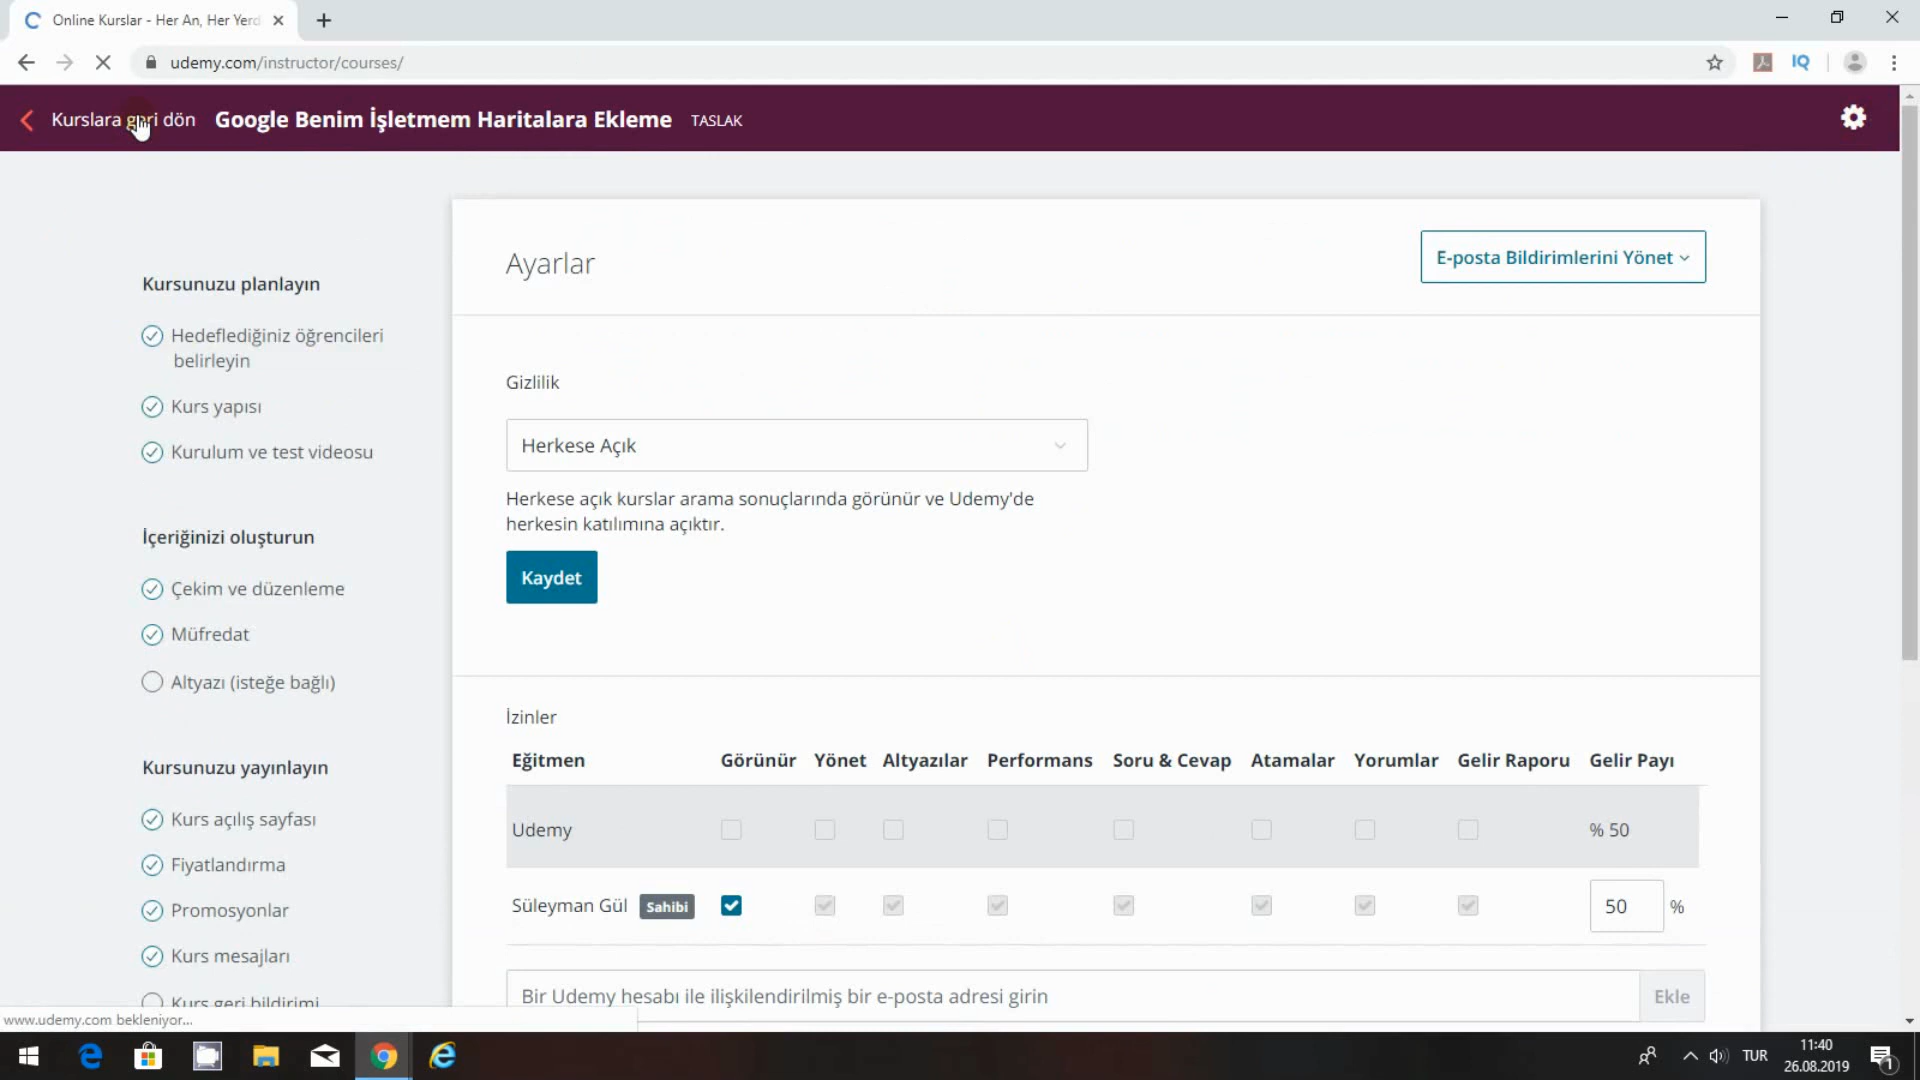 Online Kurslar - Her An, Her Yerd
udemy.com/instructor/courses/
IQ
Kurslara geri dön
Google Benim İşletmem Haritalara Ekleme
TASLAK
Kursunuzu planlayın
Hedeflediğiniz öğrencileri
belirleyin
Kurs yapısı
Kurulum ve test videosu
İçeriğinizi oluşturun
Çekim ve düzenleme
Müfredat
Altyazı (isteğe bağlı)
Kursunuzu yayınlayın
Kurs açılış sayfası
Fiyatlandırma
Promosyonlar
Kurs mesajları
Kurs geri bildirimi
Ayarlar
E-posta Bildirimlerini Yönet
Gizlilik
Herkese Açık
Herkese açık kurslar arama sonuçlarında görünür ve Udemy'de
herkesin katılımına açıktır.
Kaydet
İzinler
Eğitmen Görünür Yönet Altyazılar Performans Soru & Cevap Atamalar Yorumlar Gelir Raporu Gelir Payı
Udemy % 50
Süleyman Gül Sahibi 50 %
Bir Udemy hesabı ile ilişkilendirilmiş bir e-posta adresi girin
Ekle
www.udemy.com bekleniyor...
TUR
11:40
26.08.2019
1